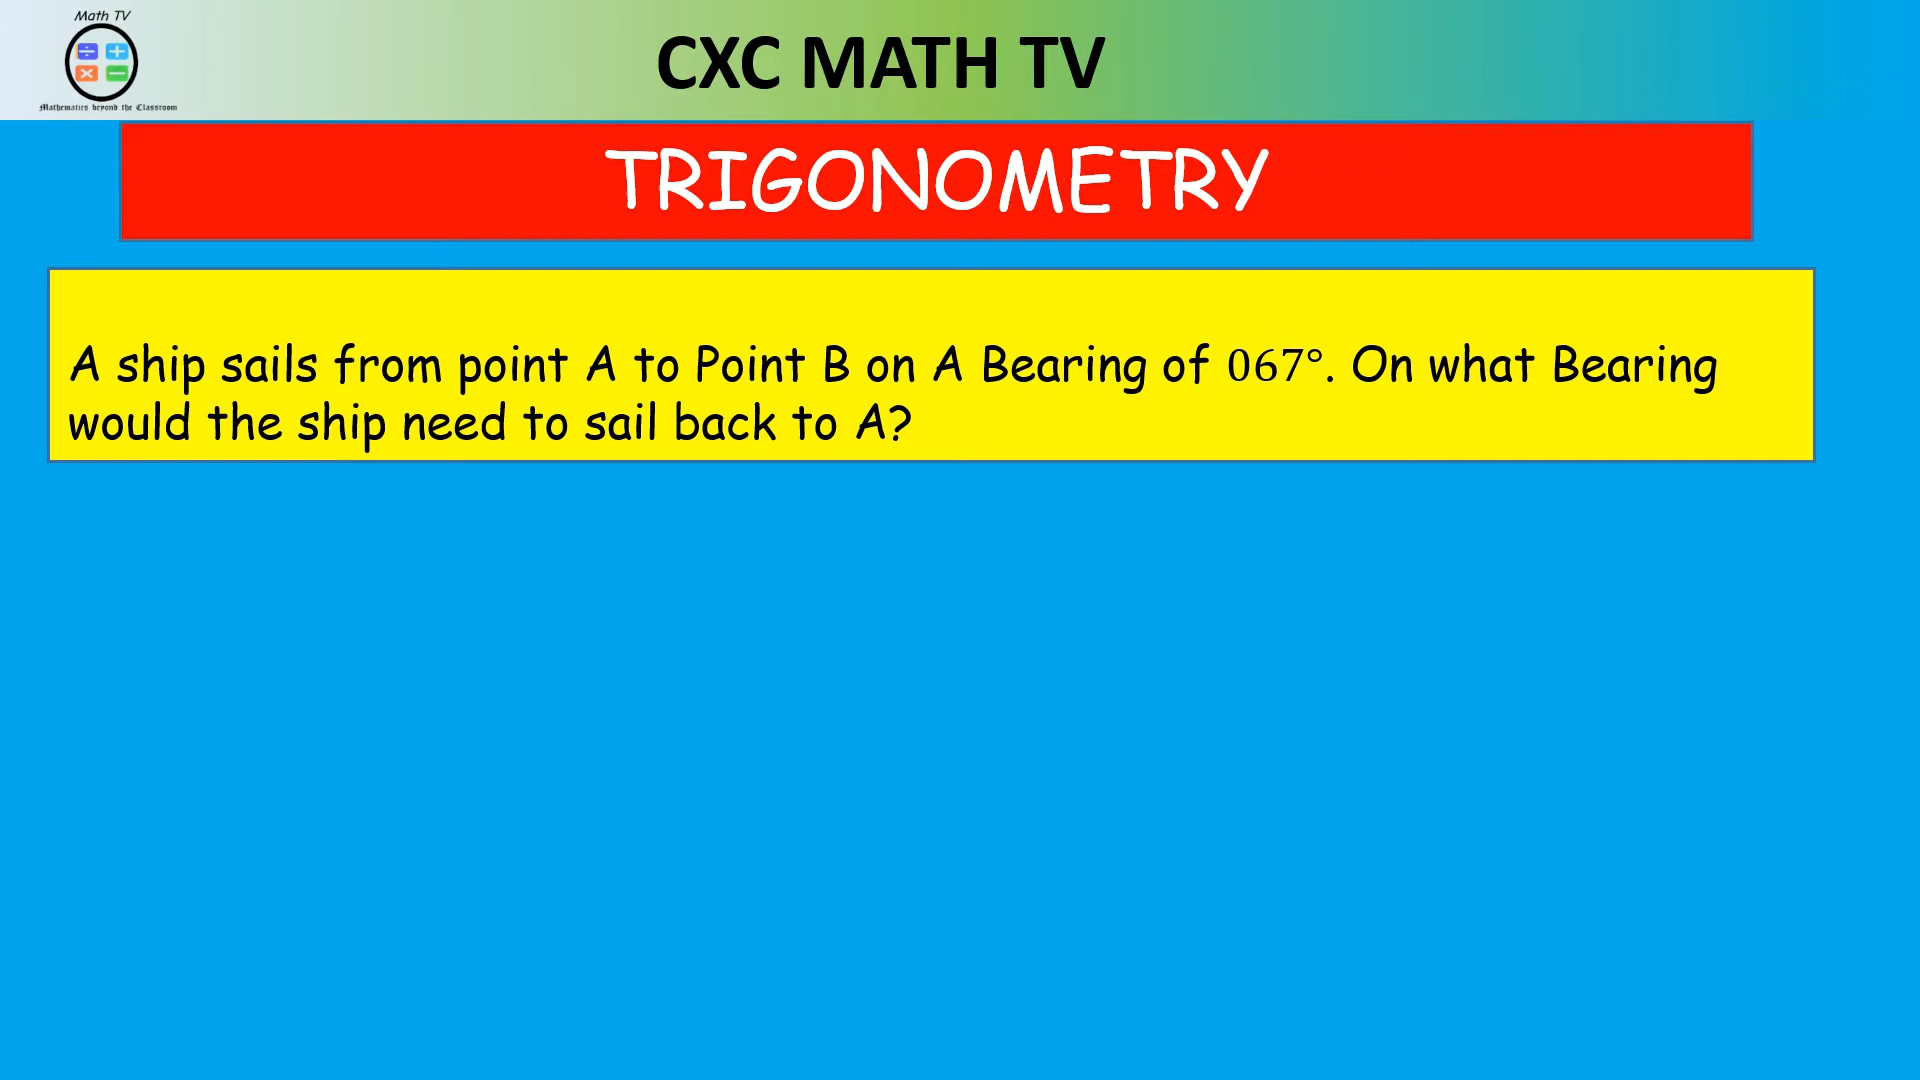 Math TV
Mathematics beyond the Classroom
CXC MATH TV
TRIGONOMETRY
A ship sails from point A to Point B on A Bearing of 067°. On what Bearing
would the ship need to sail back to A?